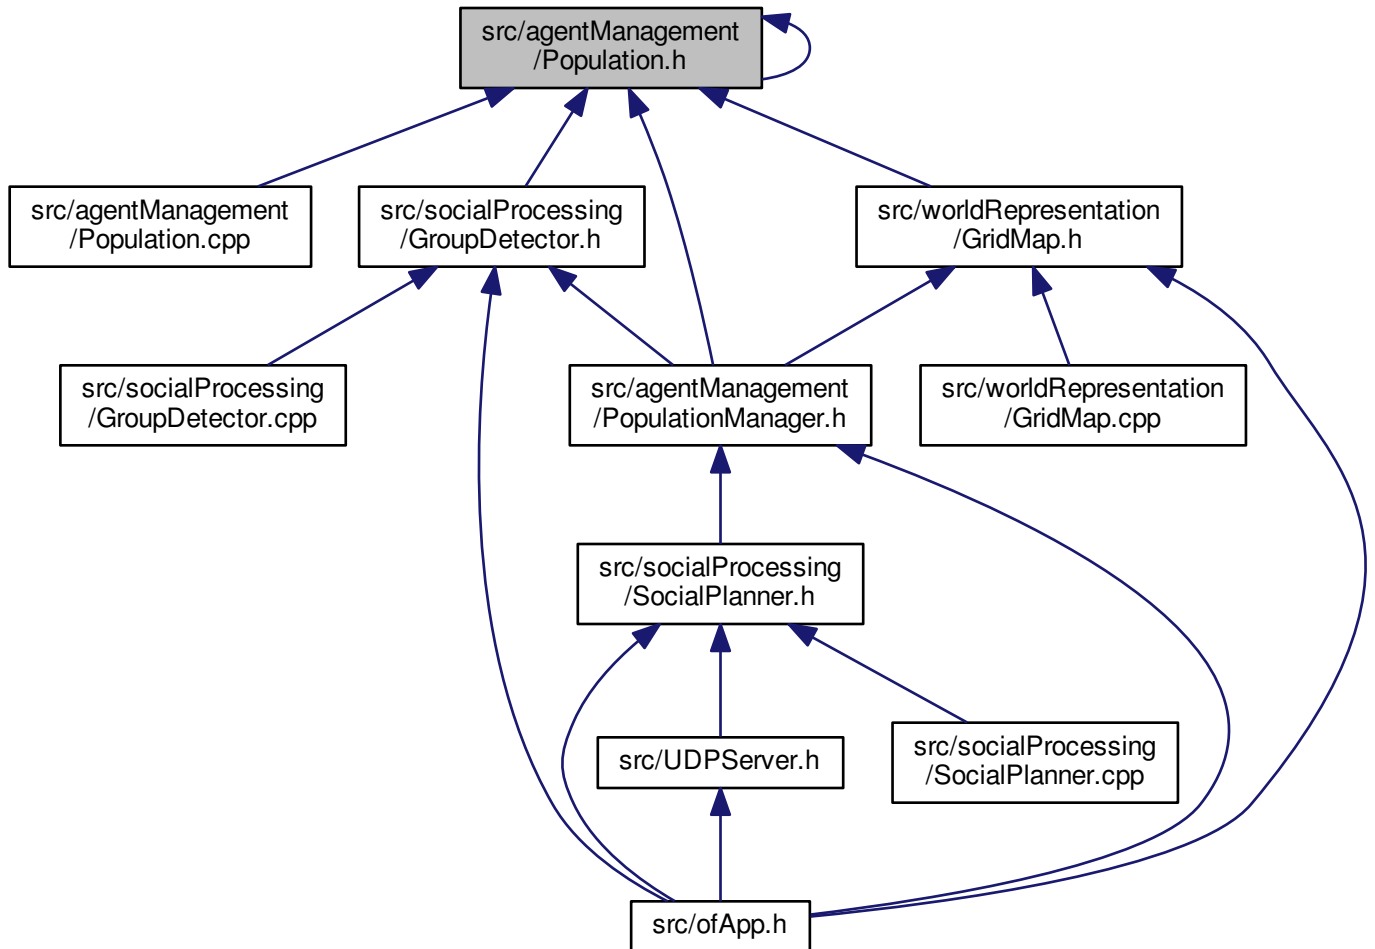 src/agentManagement
/Population.h
src/agentManagement
/Population.cpp
src/socialProcessing
/GroupDetector.h
src/worldRepresentation
/GridMap.h
src/socialProcessing
/GroupDetector.cpp
src/agentManagement
/PopulationManager.h
src/worldRepresentation
/GridMap.cpp
src/socialProcessing
/SocialPlanner.h
src/UDPServer.h
src/socialProcessing
/SocialPlanner.cpp
src/ofApp.h